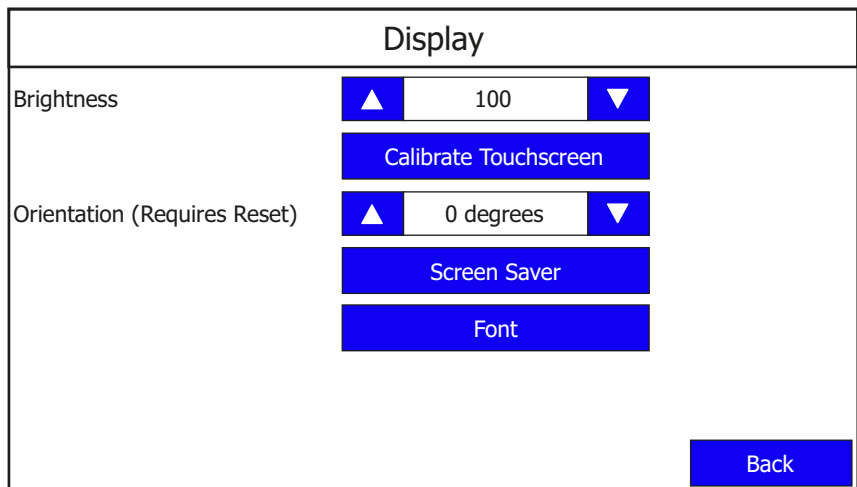 Display
Brightness
100
Calibrate Touchscreen
Orientation (Requires Reset)
0 degrees
Screen Saver
Font
Back